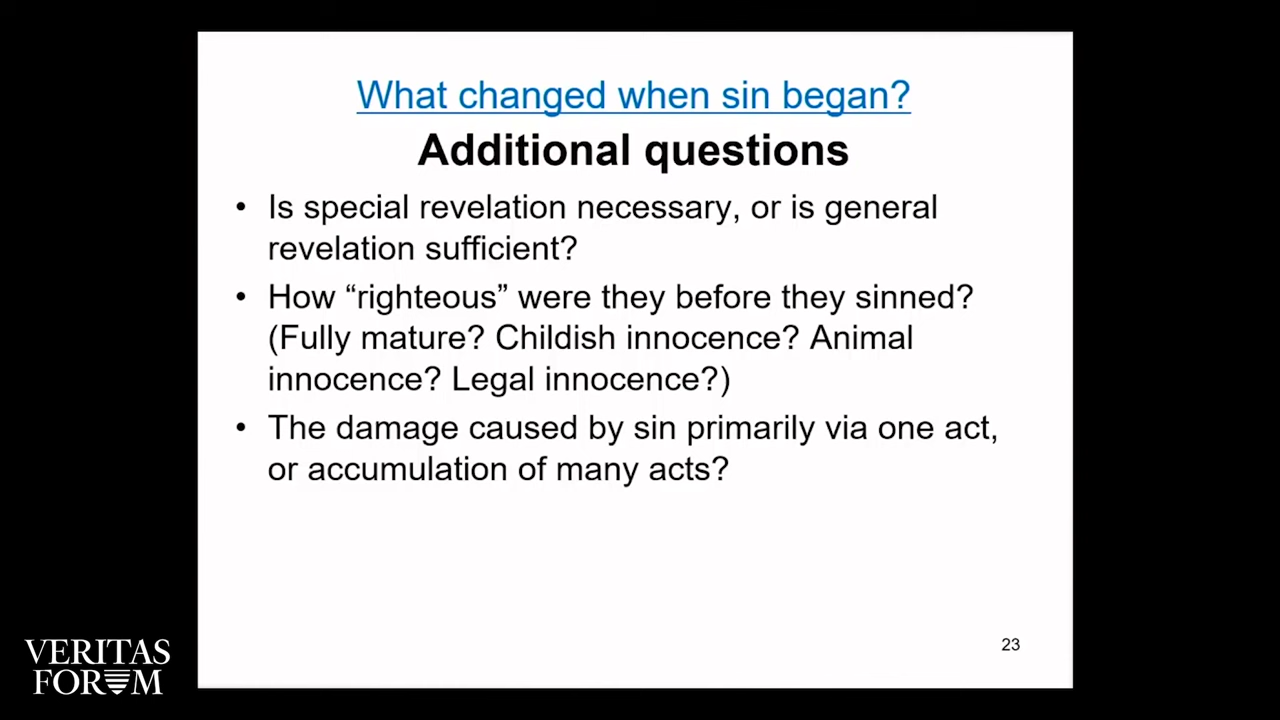 What changed when sin began?
Additional questions
• Is special revelation necessary, or is general
revelation sufficient?
• How “righteous” were they before they sinned?
(Fully mature? Childish innocence? Animal
innocence? Legal innocence?)
• The damage caused by sin primarily via one act,
or accumulation of many acts?
23
VERITAS
FORUM